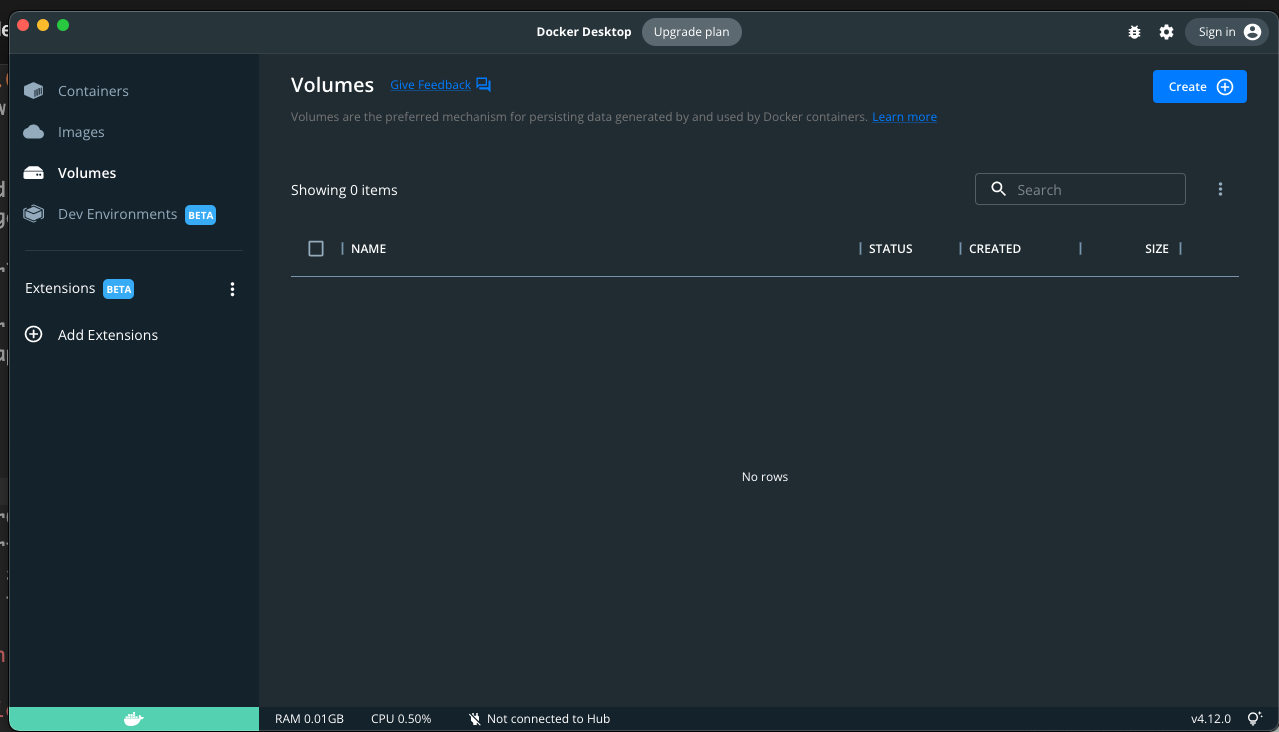 Docker Desktop
Upgrade plan
Sign in
Containers
Images
Volumes
Dev Environments BETA
Extensions BETA
Add Extensions
Volumes
Give Feedback
Create
Volumes are the preferred mechanism for persisting data generated by and used by Docker containers. Learn more
Showing 0 items
Search
NAME
STATUS
CREATED
SIZE
No rows
RAM 0.01GB
CPU 0.50%
Not connected to Hub
v4.12.0